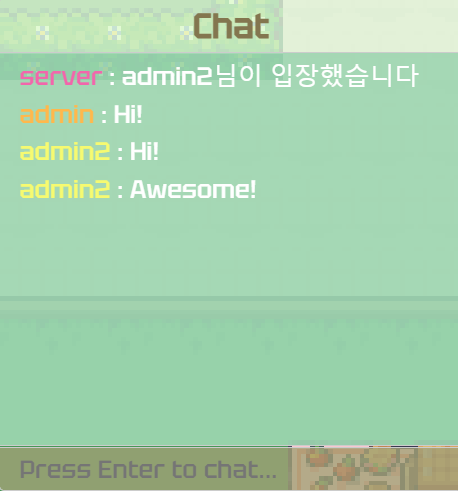 Chat
server : admin2님이 입장했습니다
admin : Hi!
admin2 : Hi!
admin2 : Awesome!
Press Enter to chat...